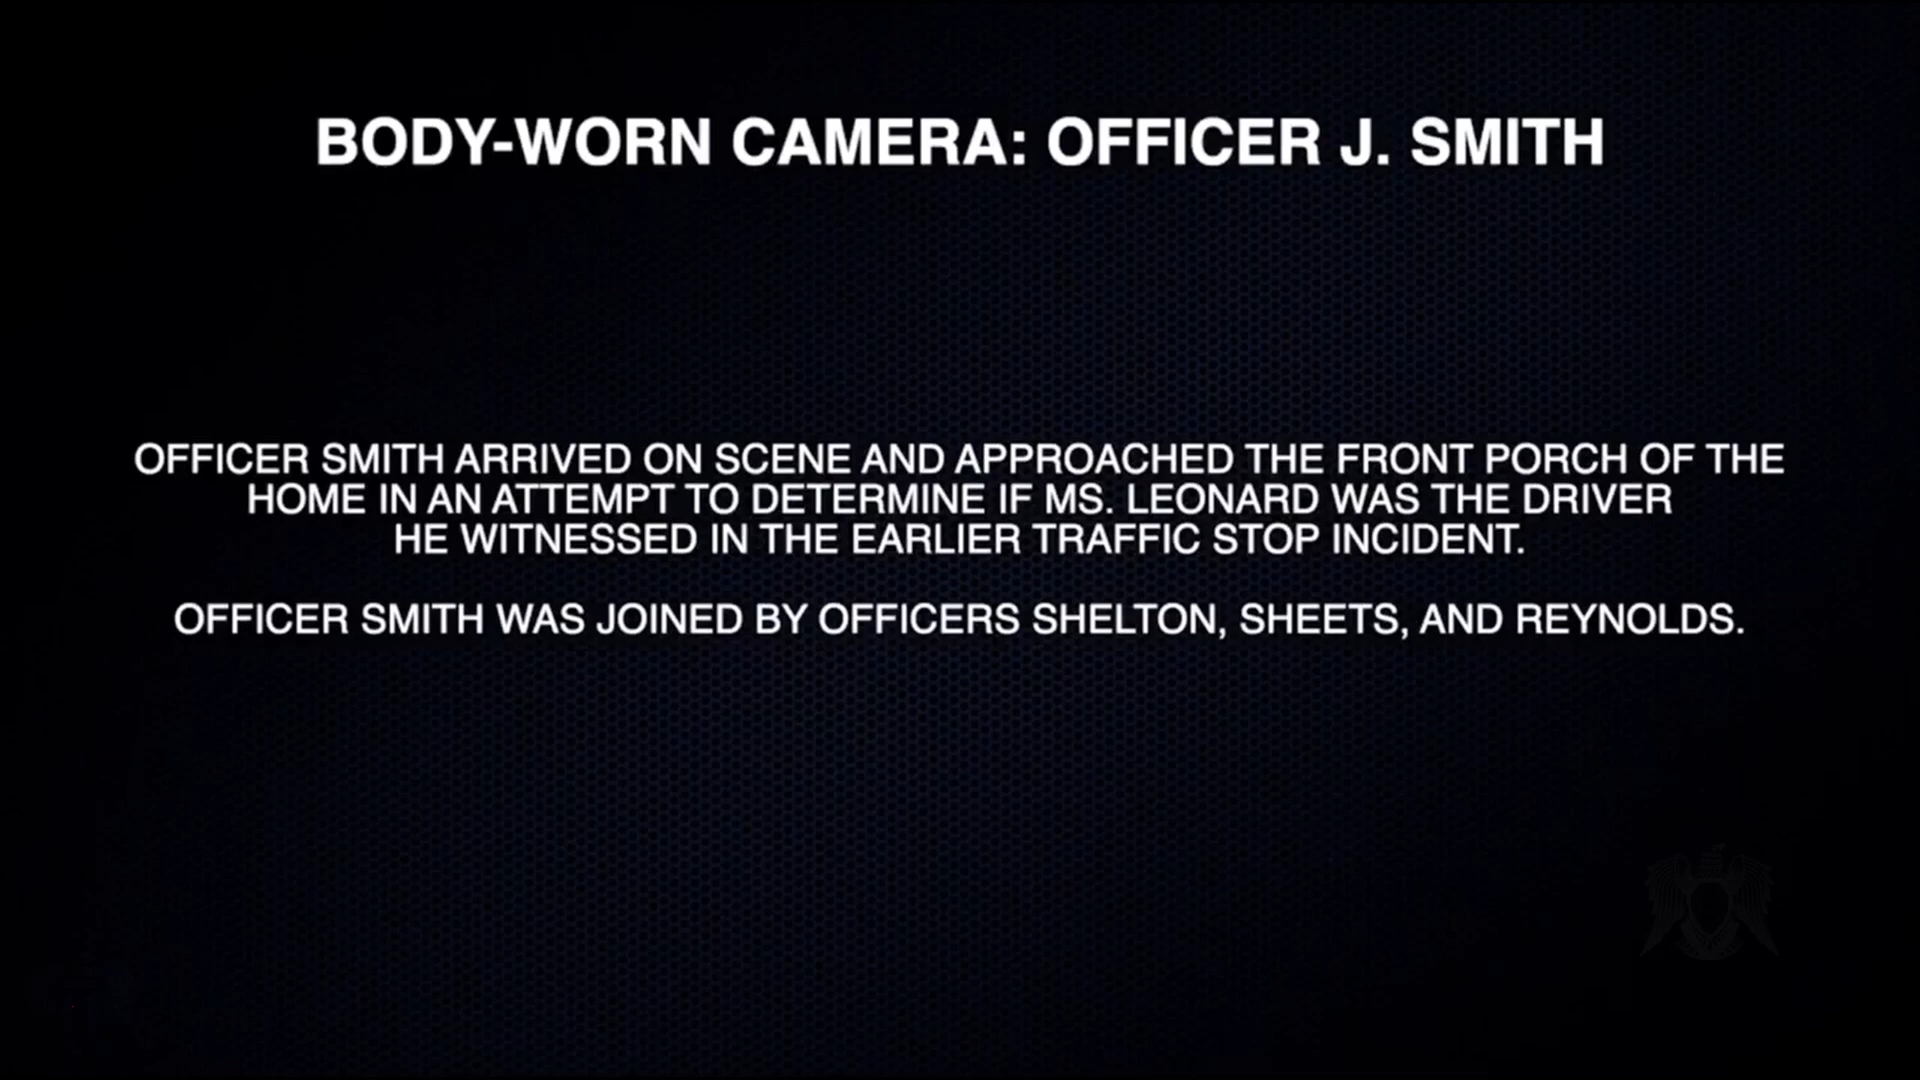 BODY-WORN CAMERA: OFFICER J. SMITH
OFFICER SMITH ARRIVED ON SCENE AND APPROACHED THE FRONT PORCH OF THE
HOME IN AN ATTEMPT TO DETERMINE IF MS. LEONARD WAS THE DRIVER
HE WITNESSED IN THE EARLIER TRAFFIC STOP INCIDENT.
OFFICER SMITH WAS JOINED BY OFFICERS SHELTON, SHEETS, AND REYNOLDS.